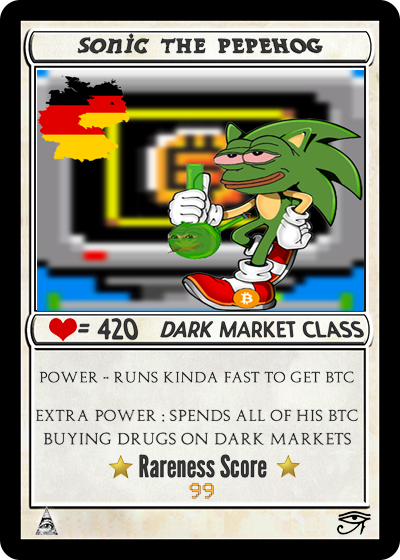 SONIC THE PEPEHOG
= 420 DARK MARKET CLASS
POWER - RUNS KINDA FAST TO GET BTC
EXTRA POWER : SPENDS ALL OF HIS BTC
BUYING DRUGS ON DARK MARKETS
Rareness Score
99